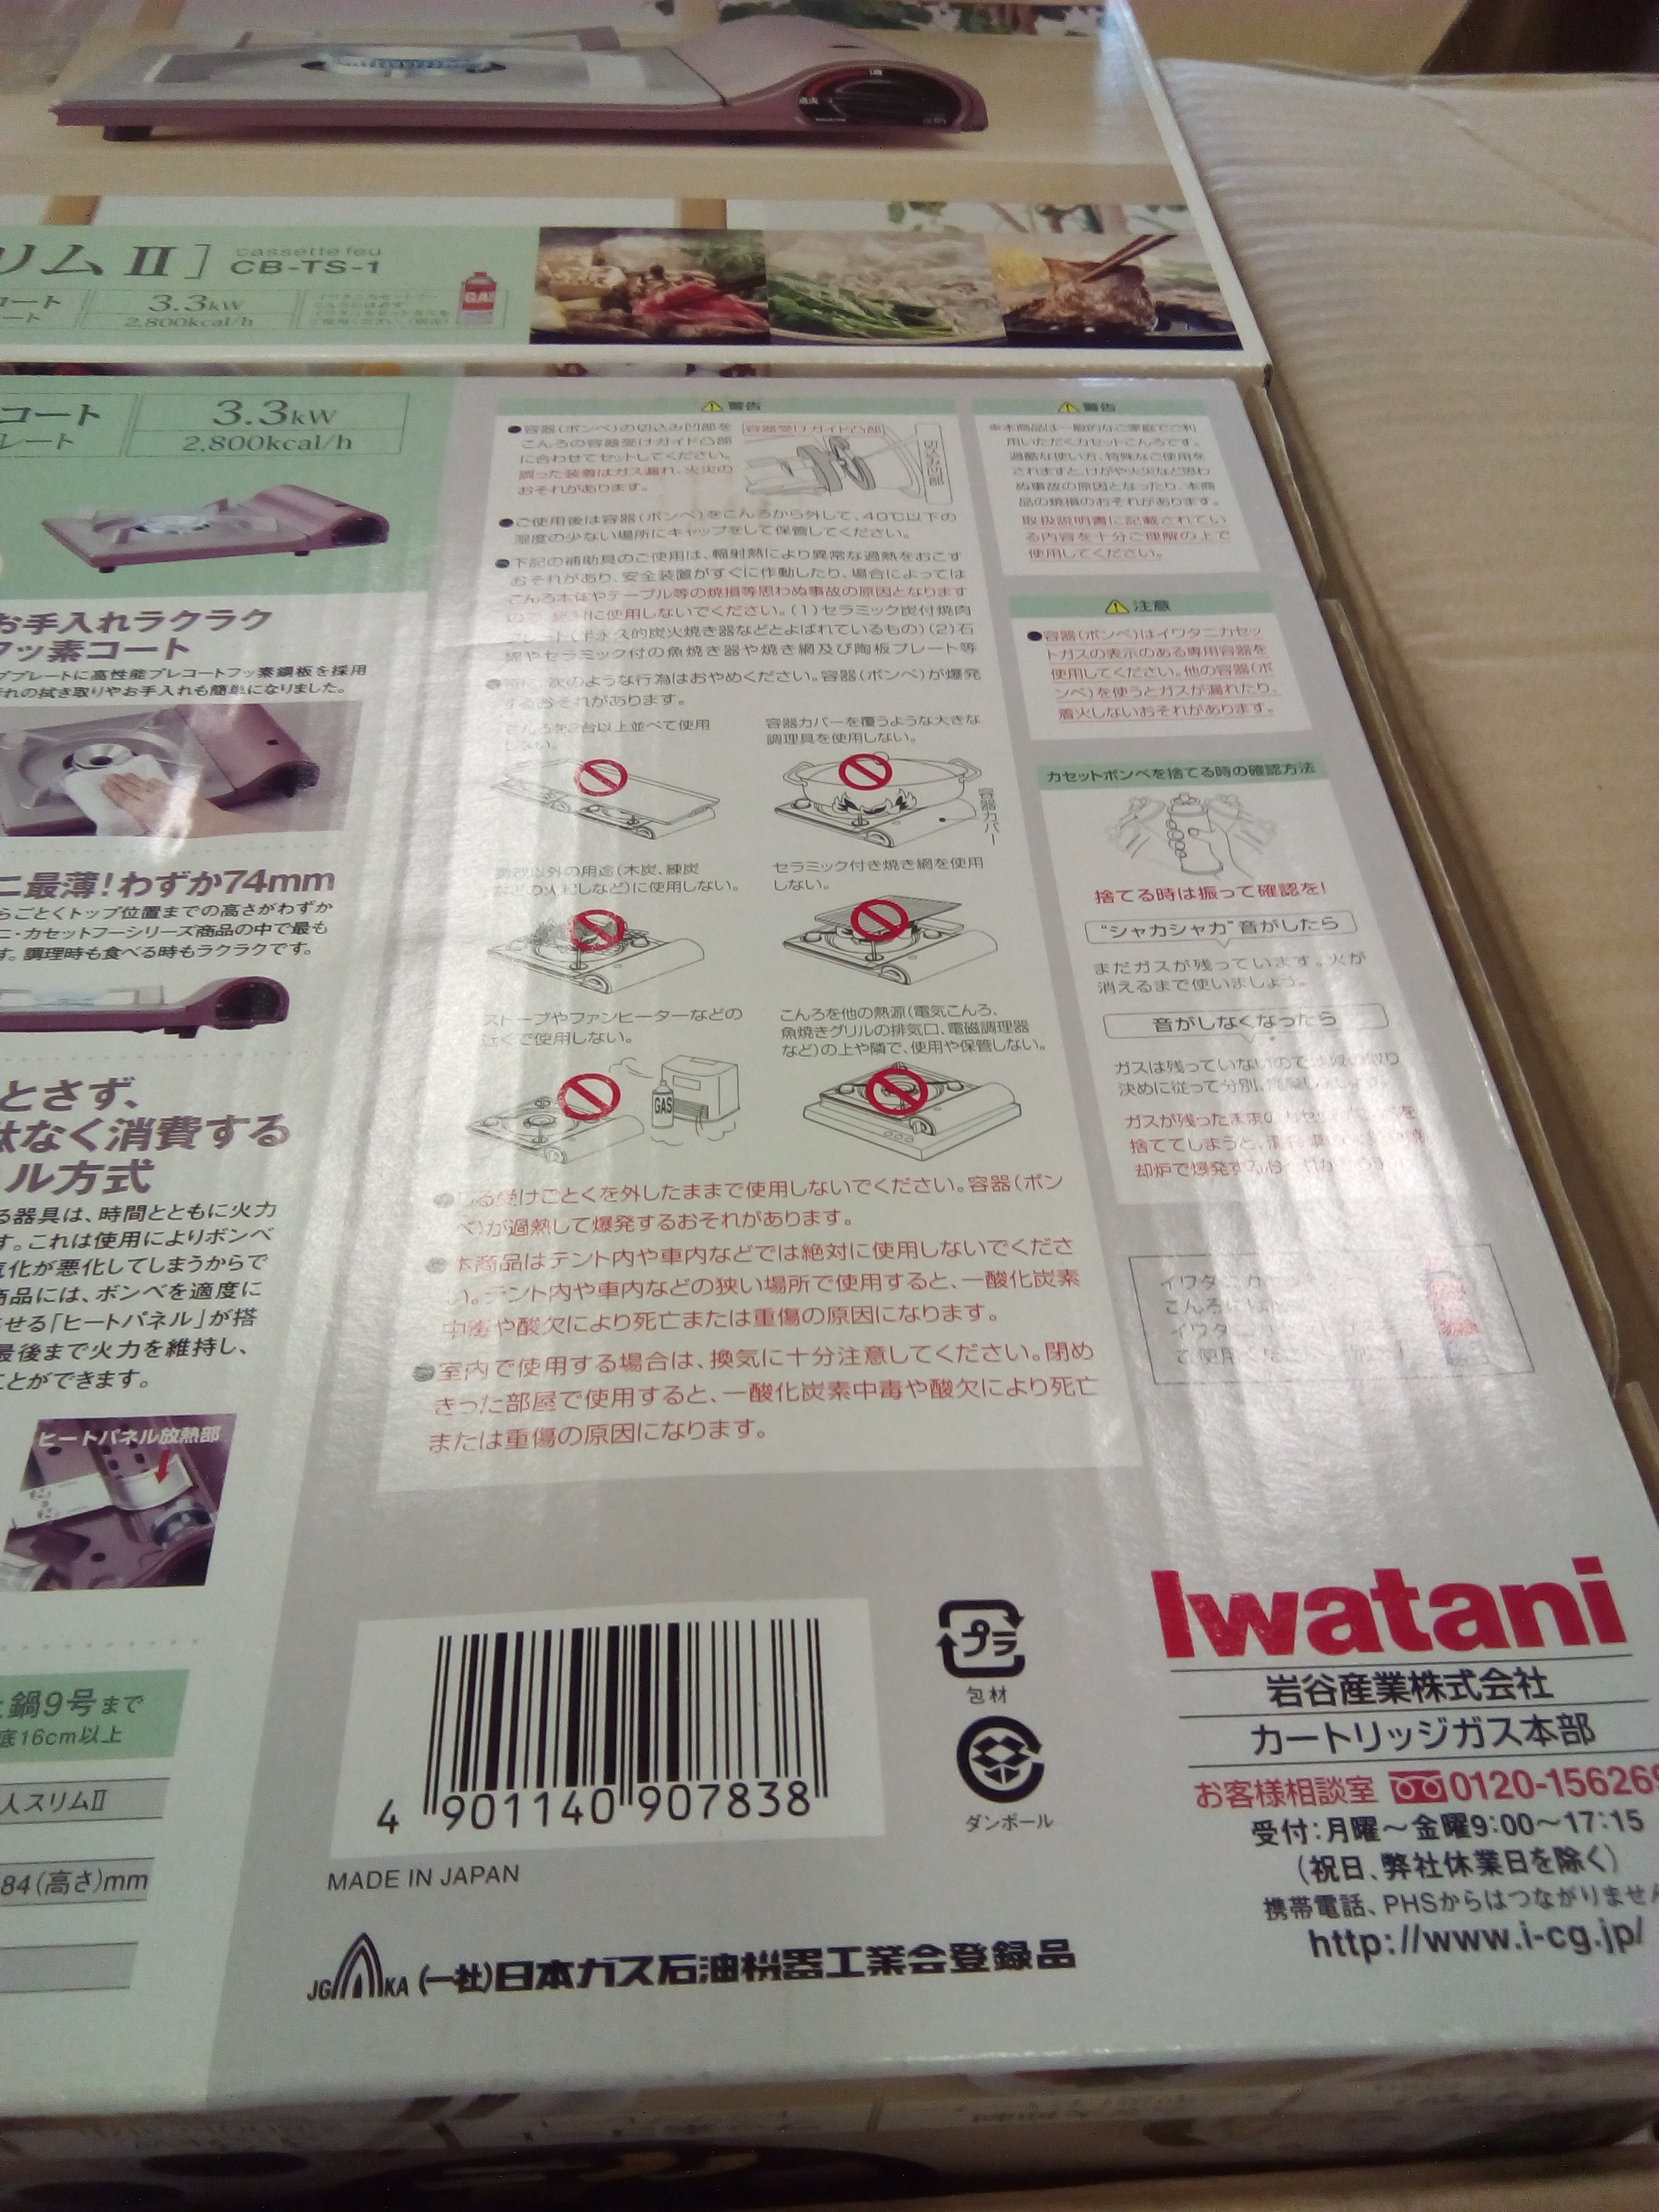 リム II ]
cassette feu
CB-TS-1
コート
3.3kW
2,800kcal/h
GAS
コート
レート
3.3kW
2,800kcal/h
お手入れラクラク
フッ素コート
ププレートに高性能プレコートフッ素鋼板を採用
れの拭き取りやお手入れも簡単になりました。
ニ最薄!わずか74mm
らごとくトップ位置までの高さがわずか
ニ・カセットフーシリーズ商品の中で最も
す。調理時も食べる時もラクラクです。
とさず、
なく消費する
ル方式
る器具は、時間とともに火力
す。これは使用によりボンベ
気化が悪化してしまうからで
商品には、ボンベを適度に
させる「ヒートパネル」が搭
最後まで火力を維持し、
ことができます。
ヒートパネル放熱部
鍋9号まで
底16cm以上
人スリムII
84(高さ)mm
警告
●容器(ボンベ)の切込み凹部を
こんろの容器受けガイド凸部
に合わせてセットしてください。
誤った装着はガス漏れ、火災の
おそれがあります。
容器受けガイド凸部
●ご使用後は容器(ボンベ)をこんろから外して、40℃以下の
湿度の少ない場所にキャップをして保管してください。
●下記の補助具のご使用は、輻射熱により異常な過熱をおこす
おそれがあり、安全装置がすぐに作動したり、場合によっては
こんろ本体やテーブル等の焼損等思わぬ事故の原因となります
ので、絶対に使用しないでください。(1)セラミック炭付焼肉
プレート(半永久的炭火焼き器などとよばれているもの)(2)石
綿やセラミック付の魚焼き器や焼き網及び陶板プレート等
●特に、次のような行為はおやめください。容器(ボンベ)が爆発
するおそれがあります。
こんろを2台以上並べて使用
しない。
容器カバーを覆うような大きな
調理具を使用しない。
容器カバー
調理以外の用途(木炭、練炭
などの火起しなど)に使用しない。
セラミック付き焼き網を使用
しない。
ストーブやファンヒーターなどの
近くで使用しない。
GAS
こんろを他の熱源(電気こんろ、
魚焼きグリルの排気口、電磁調理器
など)の上や隣で、使用や保管しない。
●しる受けごとくを外したままで使用しないでください。容器(ボン
ベ)が過熱して爆発するおそれがあります。
●本商品はテント内や車内などでは絶対に使用しないでくださ
い。テント内や車内などの狭い場所で使用すると、一酸化炭素
中毒や酸欠により死亡または重傷の原因になります。
●室内で使用する場合は、換気に十分注意してください。閉め
きった部屋で使用すると、一酸化炭素中毒や酸欠により死亡
または重傷の原因になります。
警告
※本商品は一般的なご家庭でご利
用いただくカセットこんろです。
過酷な使い方、特殊なご使用を
されますと、けがや火災など思わ
ぬ事故の原因となったり、本商
品の焼損のおそれがあります。
取扱説明書に記載されてい
る内容を十分ご理解の上で
使用してください。
注意
●容器(ボンベ)はイワタニカセッ
トガスの表示のある専用容器を
使用してください。他の容器(ボ
ンベ)を使うとガスが漏れたり、
着火しないおそれがあります。
カセットボンベを捨てる時の確認方法
捨てる時は振って確認を!
“シャカシャカ”音がしたら
まだガスが残っています。火が
消えるまで使いましょう。
音がしなくなったら
ガスは残っていないので
決めに従って分別
ガスが残ったままの
捨ててしまうと、
却炉で爆発する
イワタニカ
こんろ
イワタニカ
ご使用ください
4 901140 907838
MADE IN JAPAN
プラ
包材
ダンボール
JG KA (一社)日本ガス石油機器工業会登録品
Iwatani
岩谷産業株式会社
カートリッジガス本部
お客様相談室 0120-156269
受付:月曜〜金曜9:00〜17:15
(祝日、弊社休業日を除く)
携帯電話、PHSからはつながりません
http://www.i-cg.jp/